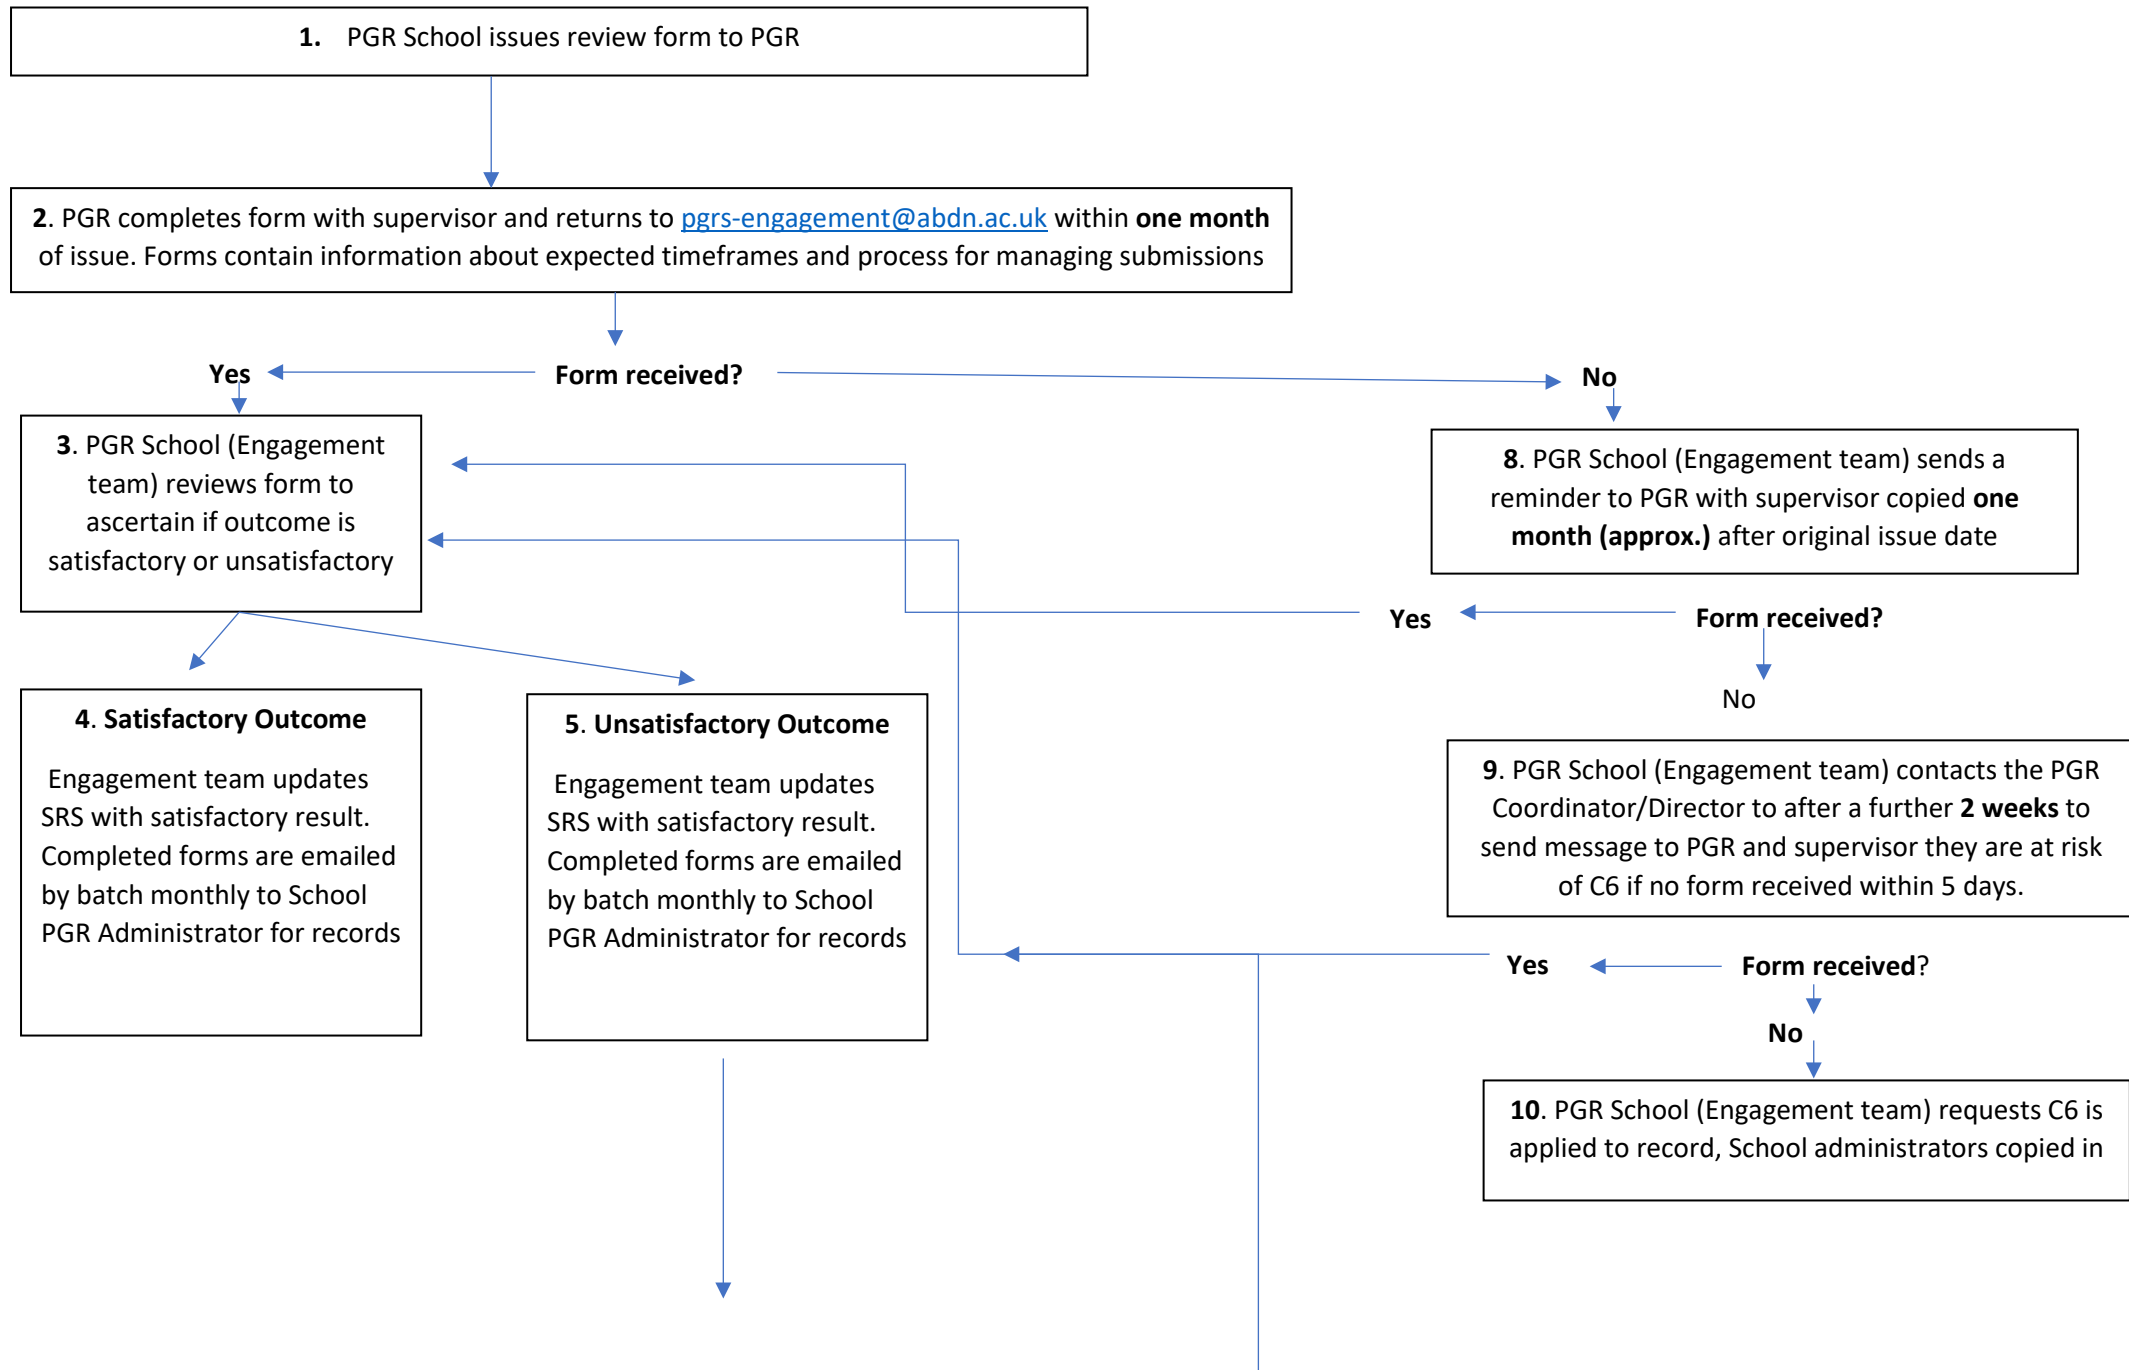 1. PGR School issues review form to PGR
2. PGR completes form with supervisor and returns to pgrs-engagement@abdn.ac.uk within one month
of issue. Forms contain information about expected timeframes and process for managing submissions
Yes
Form received?
No
3. PGR School (Engagement
team) reviews form to
ascertain if outcome is
satisfactory or unsatisfactory
8. PGR School (Engagement team) sends a
reminder to PGR with supervisor copied one
month (approx.) after original issue date
Yes
Form received?
No
4. Satisfactory Outcome
Engagement team updates
SRS with satisfactory result.
Completed forms are emailed
by batch monthly to School
PGR Administrator for records
5. Unsatisfactory Outcome
Engagement team updates
SRS with satisfactory result.
Completed forms are emailed
by batch monthly to School
PGR Administrator for records
9. PGR School (Engagement team) contacts the PGR
Coordinator/Director to after a further 2 weeks to
send message to PGR and supervisor they are at risk
of C6 if no form received within 5 days.
Yes
Form received?
No
10. PGR School (Engagement team) requests C6 is
applied to record, School administrators copied in